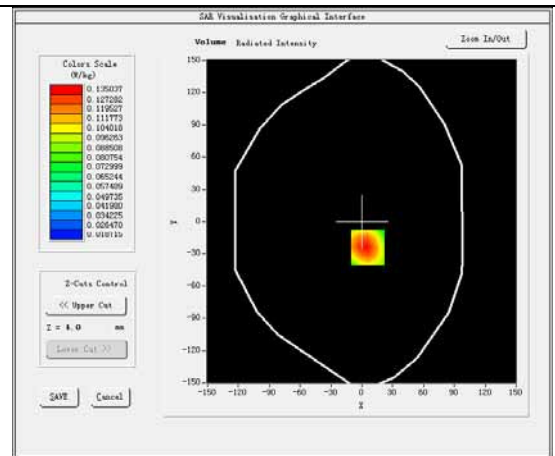 SAR Visualisation Graphical Interface
Volume Radiated Intensity
Zoom In/Out
Colors Scale
(W/kg)
0.135037
0.127282
0.119527
0.111773
0.104018
0.096263
0.088508
0.080754
0.072999
0.065244
0.057489
0.049735
0.041980
0.034225
0.026470
0.018715
150
120
90
60
30
0
-30
-60
-90
-120
-150
Y
-150 -120 -90 -60 -30 0 30 60 90 120 150
X
Z-Cuts Control
<< Upper Cut
Z = 4.0 mm
Lower Cut >>
SAVE Cancel